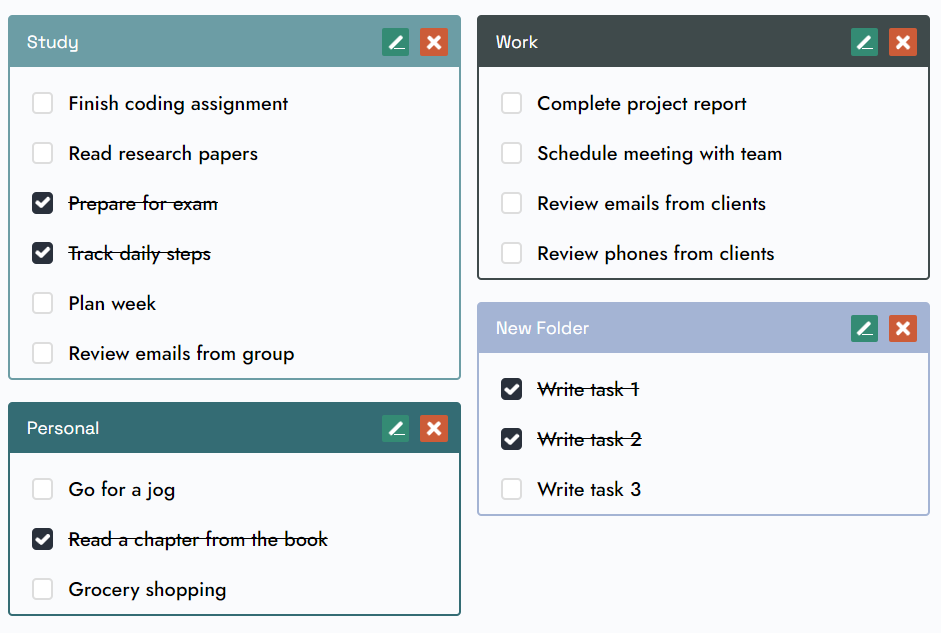 Study
Finish coding assignment
Read research papers
Prepare for exam
Track daily steps
Plan week
Review emails from group
Personal
Go for a jog
Read a chapter from the book
Grocery shopping
Work
Complete project report
Schedule meeting with team
Review emails from clients
Review phones from clients
New Folder
Write task 1
Write task 2
Write task 3